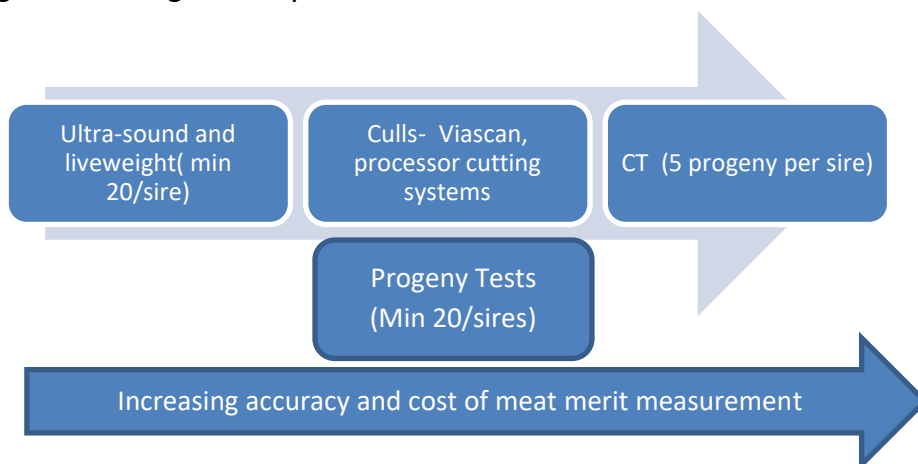 Ultra-sound and
liveweight( min
20/sire)
Culls- Viascan,
processor cutting
systems
CT (5 progeny per sire)
Progeny Tests
(Min 20/sires)
Increasing accuracy and cost of meat merit measurement